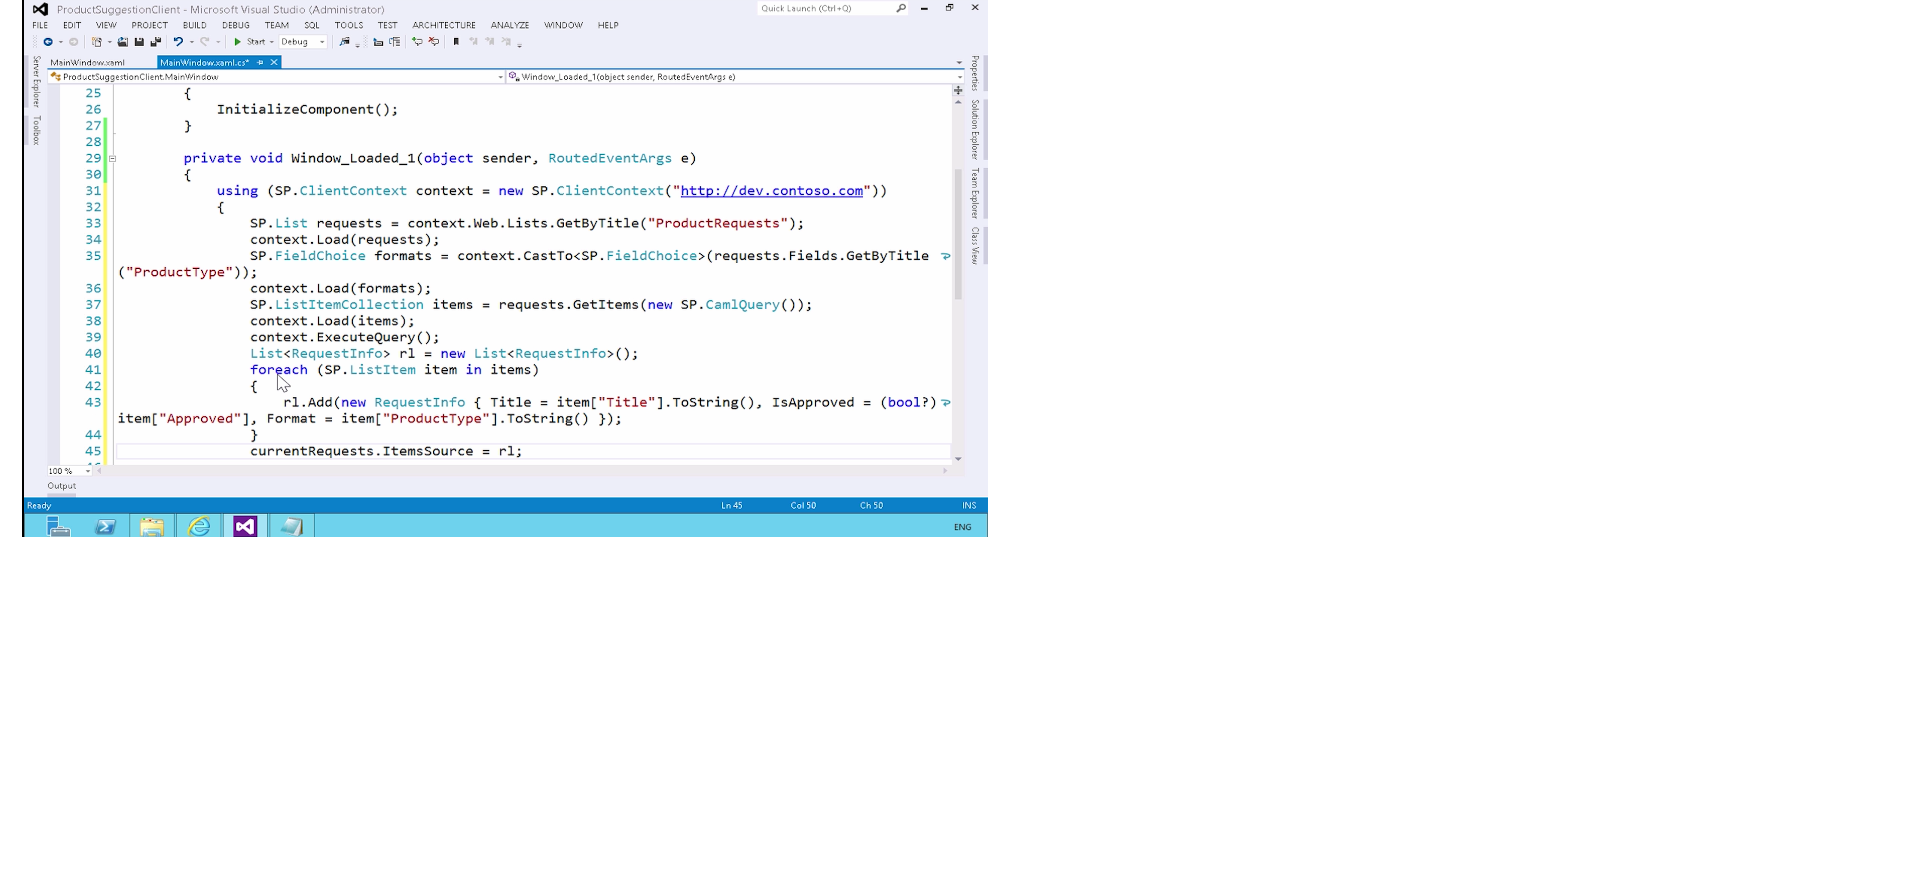 ProductSuggestionClient - Microsoft Visual Studio (Administrator)
Quick Launch (Ctrl+Q)
FILE EDIT VIEW PROJECT BUILD DEBUG TEAM SQL TOOLS TEST ARCHITECTURE ANALYZE WINDOW HELP
Start Debug
MainWindow.xaml MainWindow.xaml.cs*
ProductSuggestionClient.MainWindow Window_Loaded_1(object sender, RoutedEventArgs e)
Server Explorer
Toolbox
Properties
Solution Explorer
Team Explorer
Class View
25 {
26 InitializeComponent();
27 }
28
29 private void Window_Loaded_1(object sender, RoutedEventArgs e)
30 {
31 using (SP.ClientContext context = new SP.ClientContext("http://dev.contoso.com"))
32 {
33 SP.List requests = context.Web.Lists.GetByTitle("ProductRequests");
34 context.Load(requests);
35 SP.FieldChoice formats = context.CastTo<SP.FieldChoice>(requests.Fields.GetByTitle
("ProductType"));
36 context.Load(formats);
37 SP.ListItemCollection items = requests.GetItems(new SP.CamlQuery());
38 context.Load(items);
39 context.ExecuteQuery();
40 List<RequestInfo> rl = new List<RequestInfo>();
41 foreach (SP.ListItem item in items)
42 {
43 rl.Add(new RequestInfo { Title = item["Title"].ToString(), IsApproved = (bool?)
item["Approved"], Format = item["ProductType"].ToString() });
44 }
45 currentRequests.ItemsSource = rl;
100 %
Output
Ready Ln 45 Col 50 Ch 50 INS
ENG